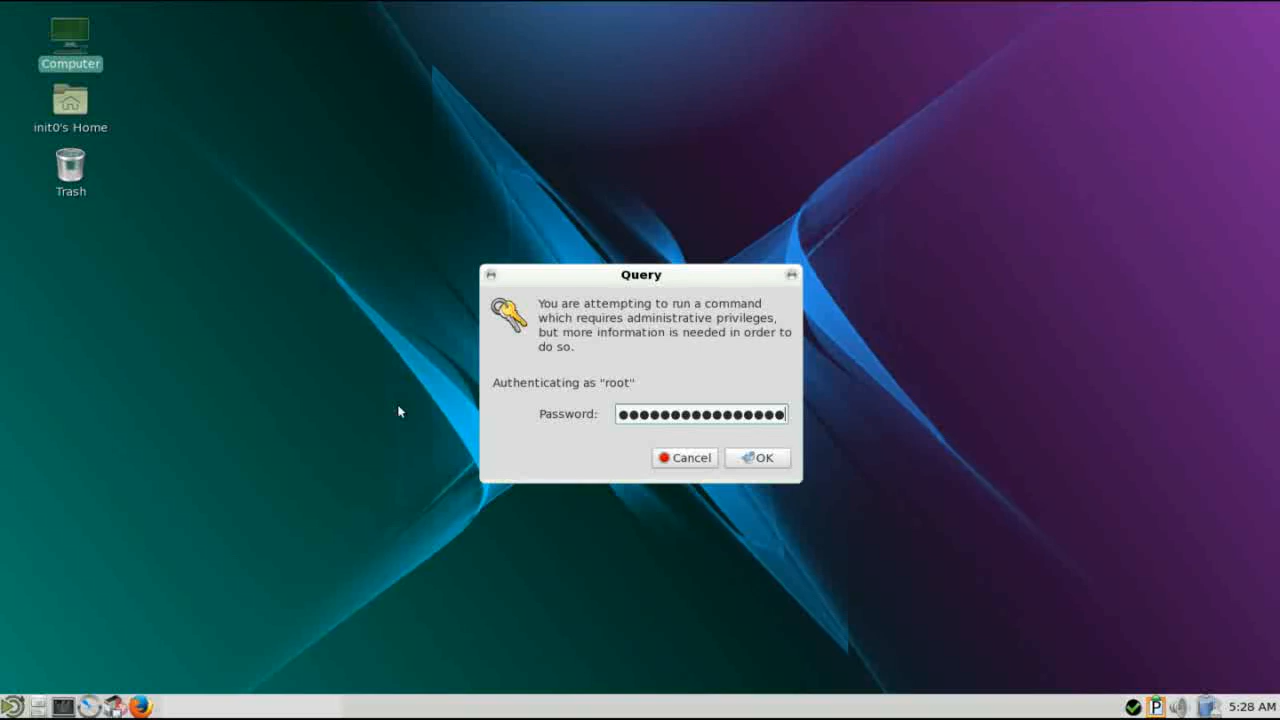 Computer
init0's Home
Trash
Query
You are attempting to run a command
which requires administrative privileges,
but more information is needed in order to
do so.
Authenticating as "root"
Password: ●●●●●●●●●●●●●●●●
Cancel OK
P
5:28 AM